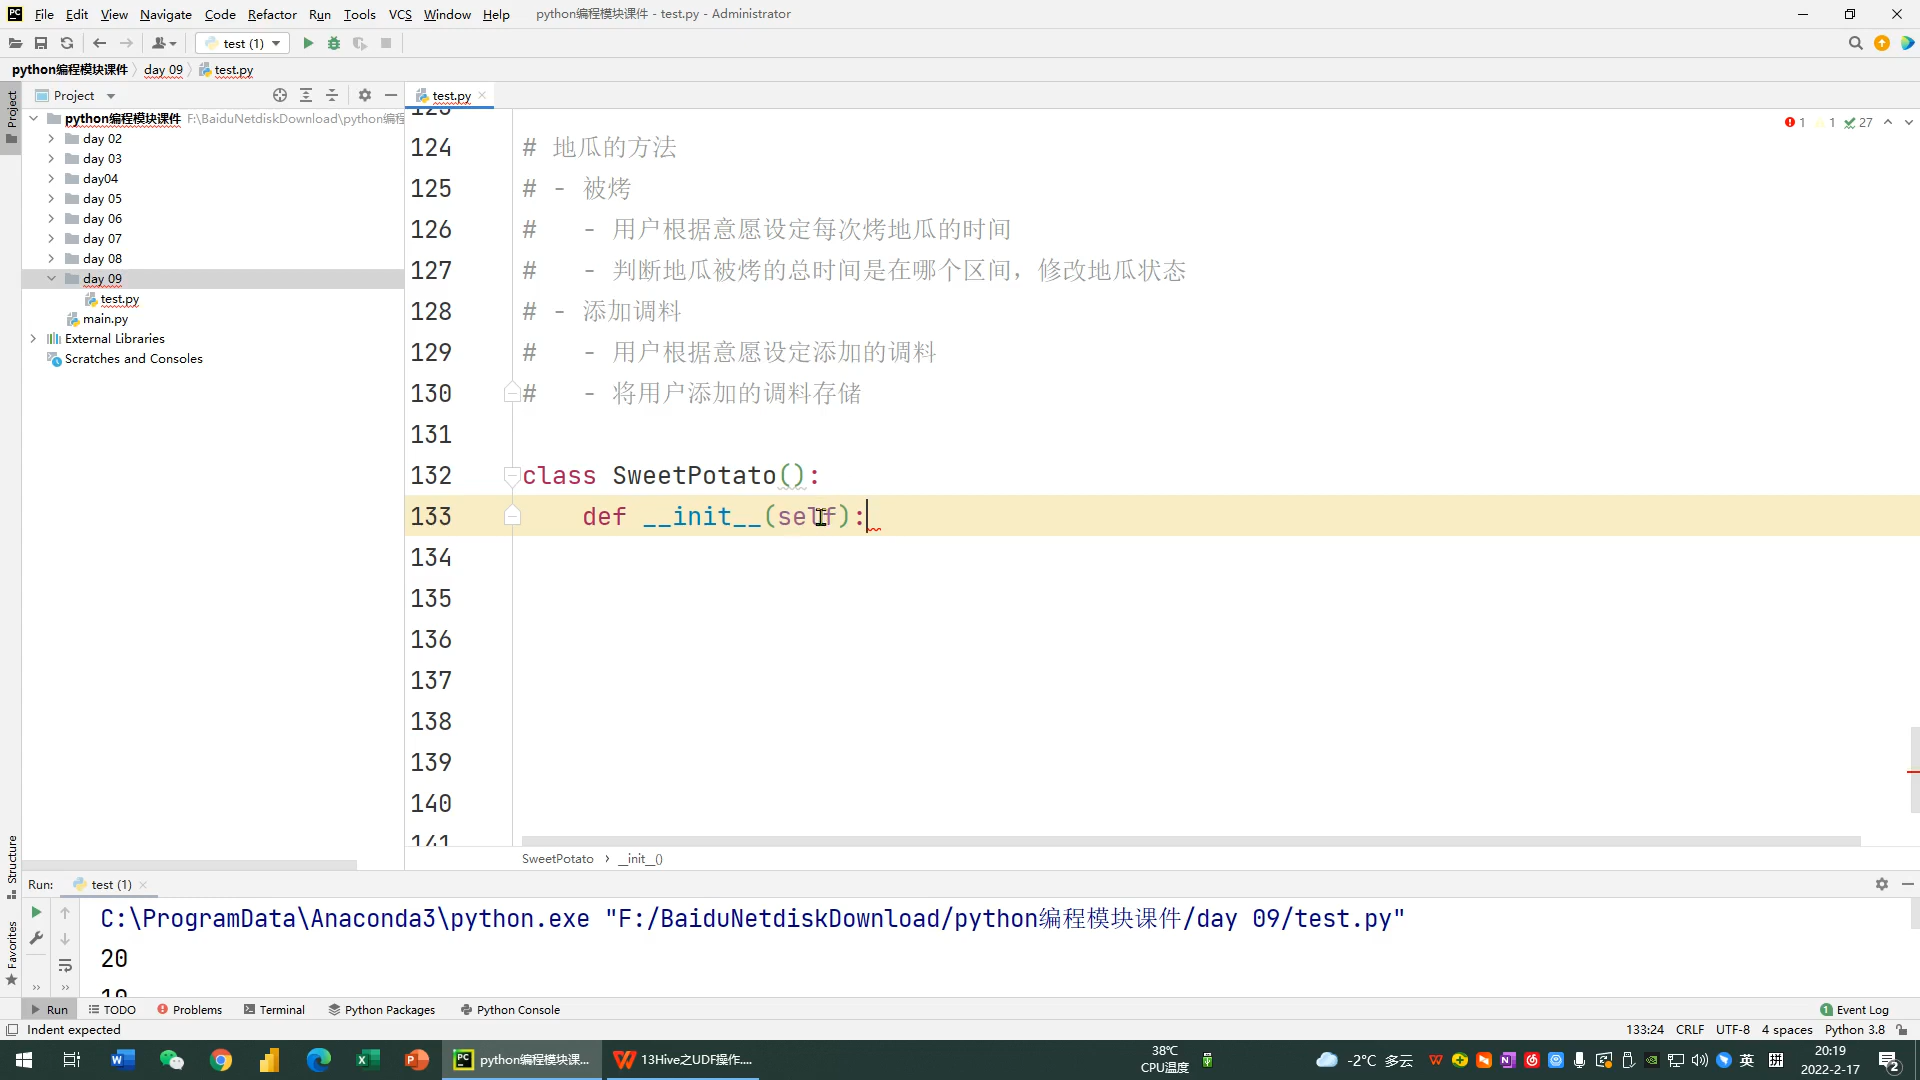 File Edit View Navigate Code Refactor Run Tools VCS Window Help python编程模块课件 - test.py - Administrator
test (1)
python编程模块课件 day 09 test.py
Project
Project
test.py
python编程模块课件 F:\BaiduNetdiskDownload\python编程
day 02
day 03
day04
day 05
day 06
day 07
day 08
day 09
test.py
main.py
External Libraries
Scratches and Consoles
1 1 27
124 # 地瓜的方法
125 # - 被烤
126 # - 用户根据意愿设定每次烤地瓜的时间
127 # - 判断地瓜被烤的总时间是在哪个区间，修改地瓜状态
128 # - 添加调料
129 # - 用户根据意愿设定添加的调料
130 # - 将用户添加的调料存储
131
132 class SweetPotato():
133 def __init__(self):
134
135
136
137
138
139
140
141
SweetPotato › __init__()
Structure
Favorites
Run: test (1)
C:\ProgramData\Anaconda3\python.exe "F:/BaiduNetdiskDownload/python编程模块课件/day 09/test.py"
20
10
Run TODO Problems Terminal Python Packages Python Console 1 Event Log
Indent expected 133:24 CRLF UTF-8 4 spaces Python 3.8
python编程模块课... 13Hive之UDF操作....
38℃
CPU温度
-2°C 多云
英
拼
20:19
2022-2-17
2